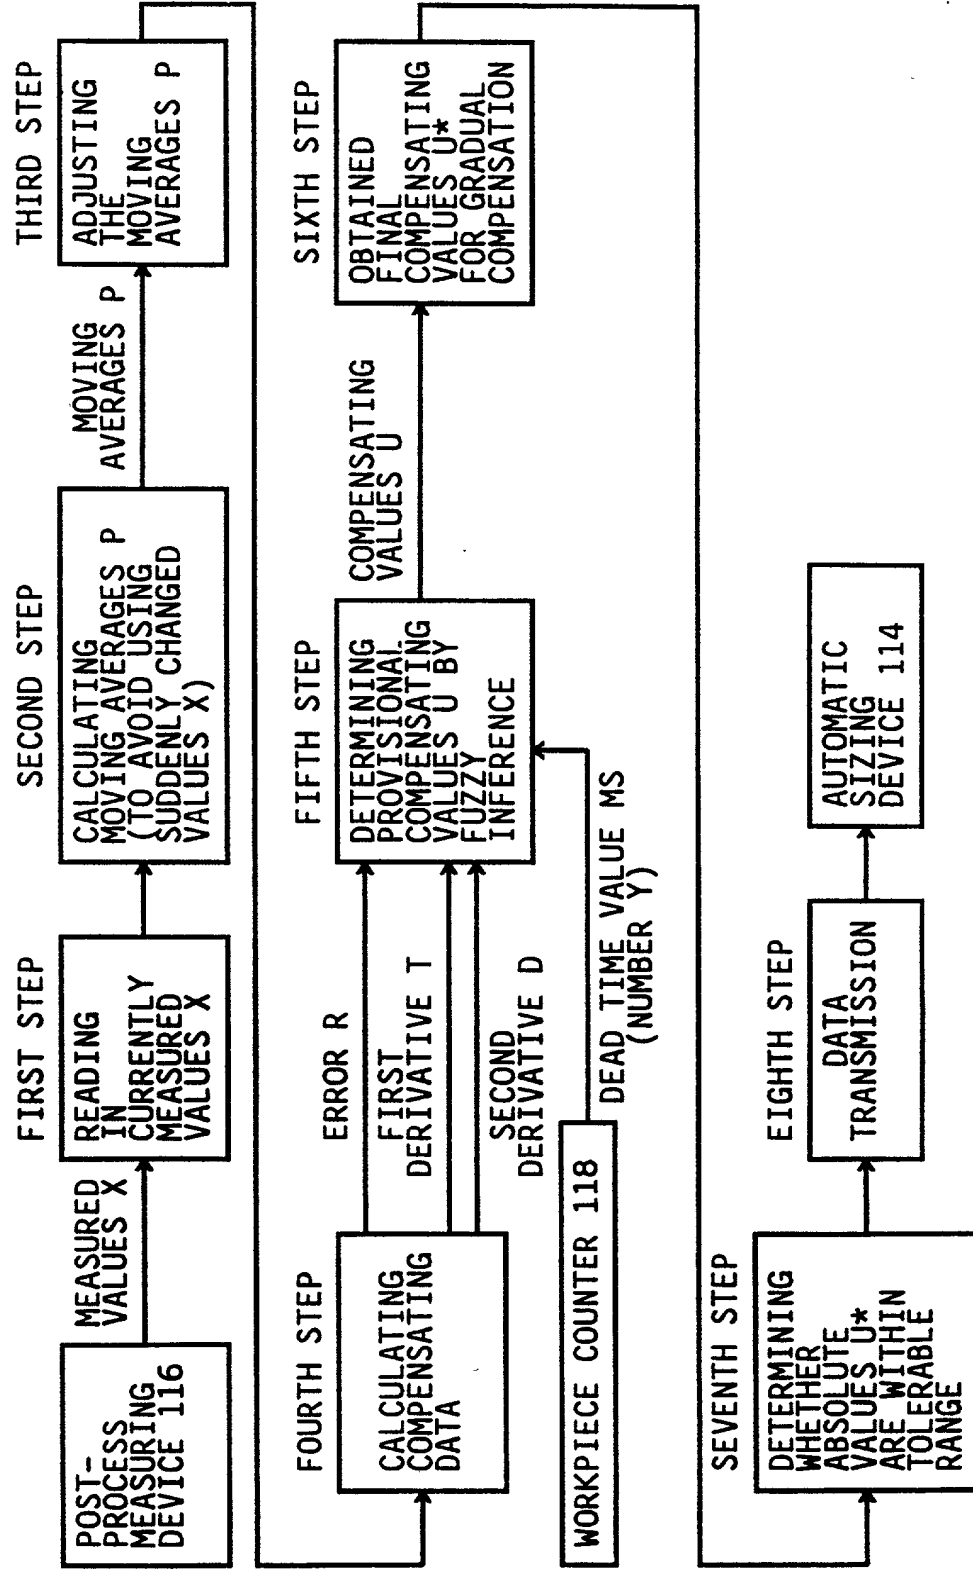 POST-
PROCESS
MEASURING
DEVICE 116
MEASURED
VALUES X
FIRST STEP
READING
IN
CURRENTLY
MEASURED
VALUES X
SECOND STEP
CALCULATING
MOVING AVERAGES P
(TO AVOID USING
SUDDENLY CHANGED
VALUES X)
MOVING
AVERAGES P
THIRD STEP
ADJUSTING
THE
MOVING
AVERAGES P
FOURTH STEP
CALCULATING
COMPENSATING
DATA
ERROR R
FIRST
DERIVATIVE T
SECOND
DERIVATIVE D
WORKPIECE COUNTER 118
DEAD TIME VALUE MS
(NUMBER Y)
FIFTH STEP
DETERMINING
PROVISIONAL
COMPENSATING
VALUES U BY
FUZZY
INFERENCE
COMPENSATING
VALUES U
SIXTH STEP
OBTAINED
FINAL
COMPENSATING
VALUES U*
FOR GRADUAL
COMPENSATION
SEVENTH STEP
DETERMINING
WHETHER
ABSOLUTE
VALUES U*
ARE WITHIN
TOLERABLE
RANGE
EIGHTH STEP
DATA
TRANSMISSION
AUTOMATIC
SIZING
DEVICE 114